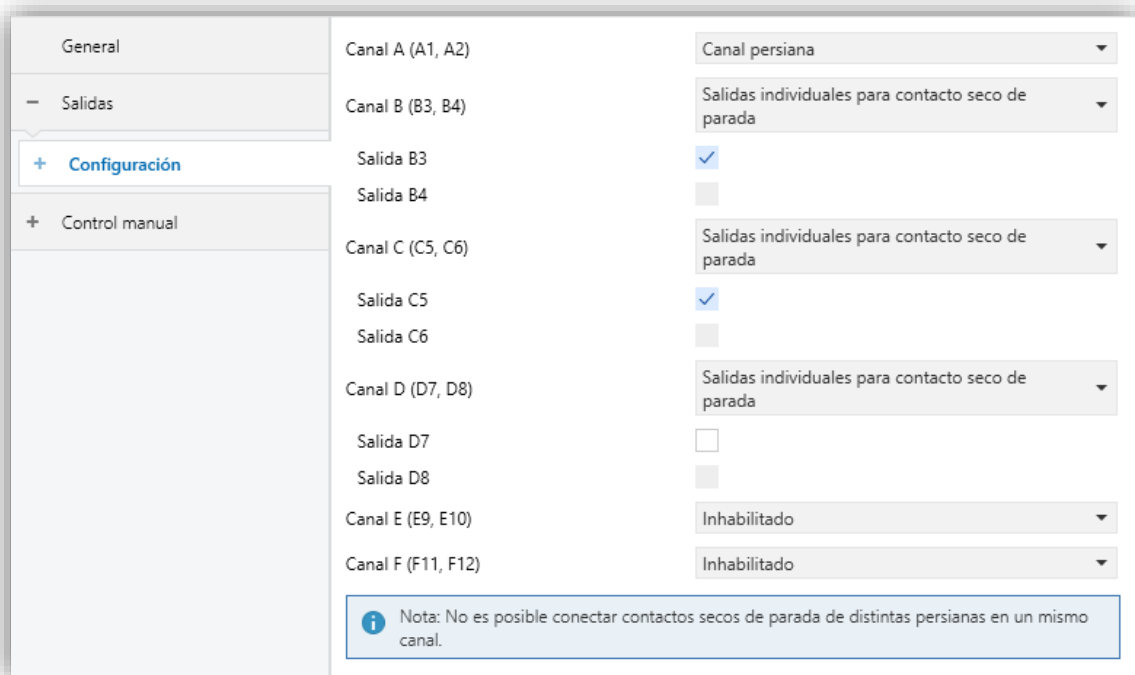 General
Salidas
Configuración
Control manual
Canal A (A1, A2)
Canal persiana
Canal B (B3, B4)
Salidas individuales para contacto seco de
parada
Salida B3
Salida B4
Canal C (C5, C6)
Salidas individuales para contacto seco de
parada
Salida C5
Salida C6
Canal D (D7, D8)
Salidas individuales para contacto seco de
parada
Salida D7
Salida D8
Canal E (E9, E10)
Inhabilitado
Canal F (F11, F12)
Inhabilitado
Nota: No es posible conectar contactos secos de parada de distintas persianas en un mismo
canal.